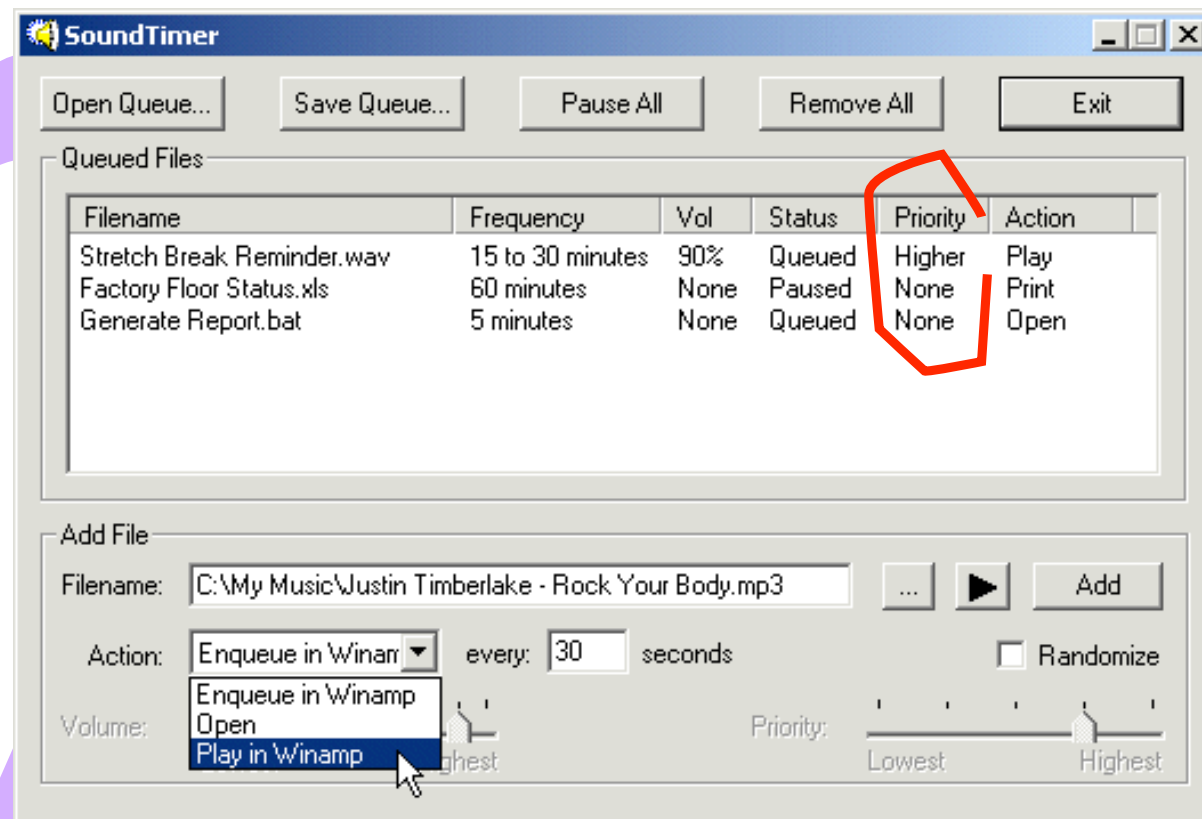 SoundTimer
Open Queue... Save Queue... Pause All Remove All Exit
Queued Files
Filename Frequency Vol Status Priority Action
Stretch Break Reminder.wav 15 to 30 minutes 90% Queued Higher Play
Factory Floor Status.xls 60 minutes None Paused None Print
Generate Report.bat 5 minutes None Queued None Open
Add File
Filename: C:\My Music\Justin Timberlake - Rock Your Body.mp3 ... Add
Action: Enqueue in Winam every: 30 seconds Randomize
Enqueue in Winamp
Volume: Open Priority:
Play in Winamp
ghest Lowest Highest